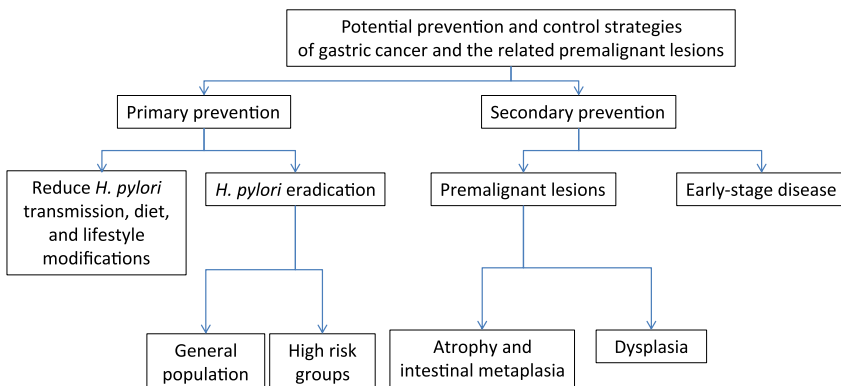 Potential prevention and control strategies
of gastric cancer and the related premalignant lesions
Primary prevention
Secondary prevention
Reduce H. pylori
transmission, diet,
and lifestyle
modifications
H. pylori eradication
Premalignant lesions
Early-stage disease
General
population
High risk
groups
Atrophy and
intestinal metaplasia
Dysplasia